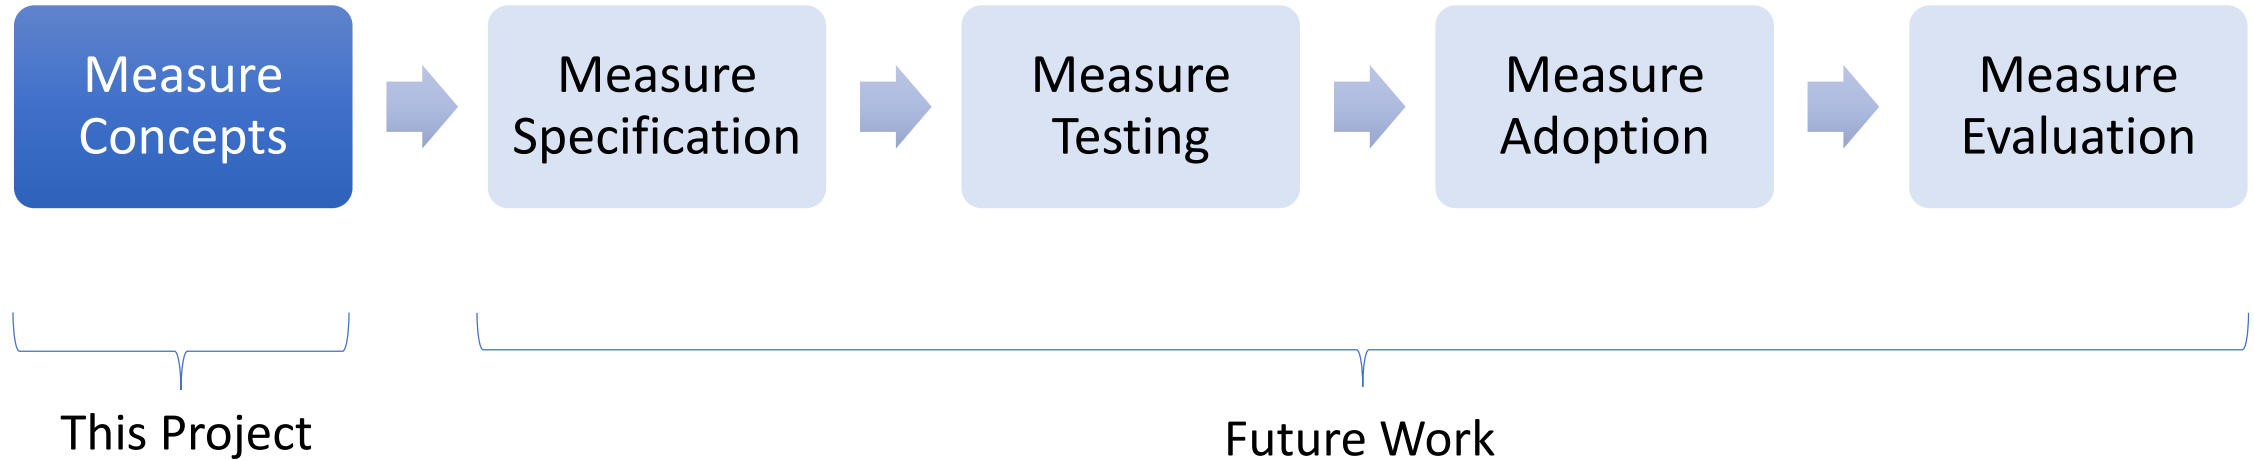 Measure
Concepts
Measure
Specification
Measure
Testing
Measure
Adoption
Measure
Evaluation
This Project
Future Work